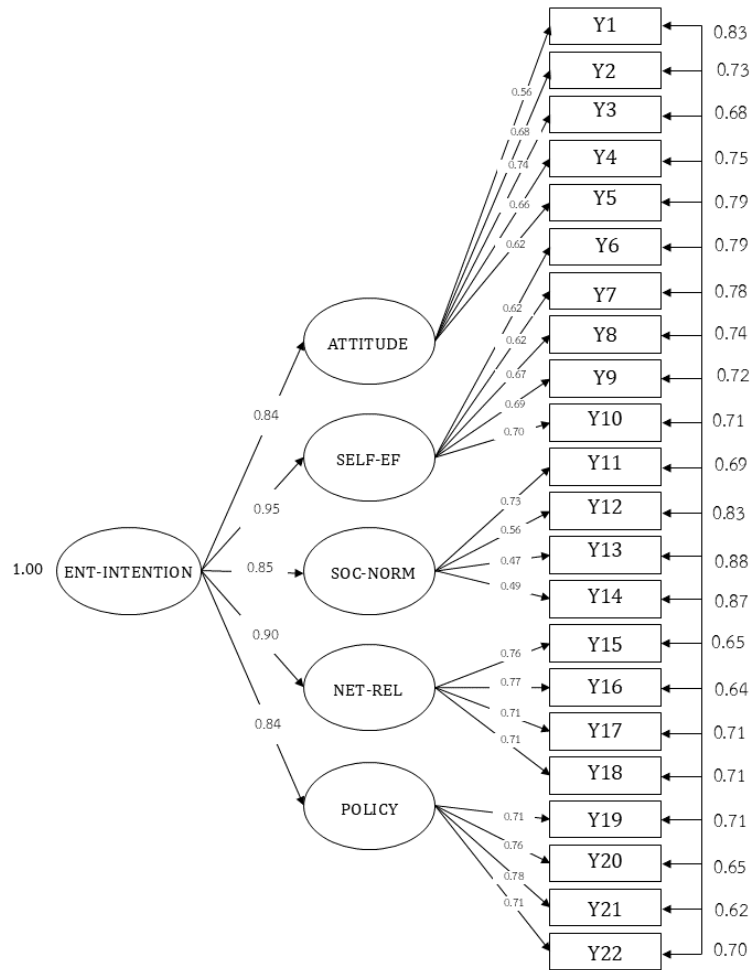 Y1
0.83
Y2
0.73
0.56
Y3
0.68
0.68
Y4
0.75
0.74
Y5
0.79
0.66
Y6
0.79
0.62
Y7
0.78
0.62
Y8
0.74
ATTITUDE
0.62
Y9
0.72
0.67
0.84
0.69
Y10
0.71
0.70
SELF-EF
Y11
0.69
0.95
0.73
Y12
0.83
0.56
Y13
0.88
1.00
ENT-INTENTION
0.85
SOC-NORM
0.47
0.49
Y14
0.87
0.90
Y15
0.65
0.76
NET-REL
0.77
Y16
0.64
0.84
0.71
Y17
0.71
0.71
Y18
0.71
POLICY
0.71
Y19
0.71
0.76
Y20
0.65
0.78
Y21
0.62
0.71
Y22
0.70